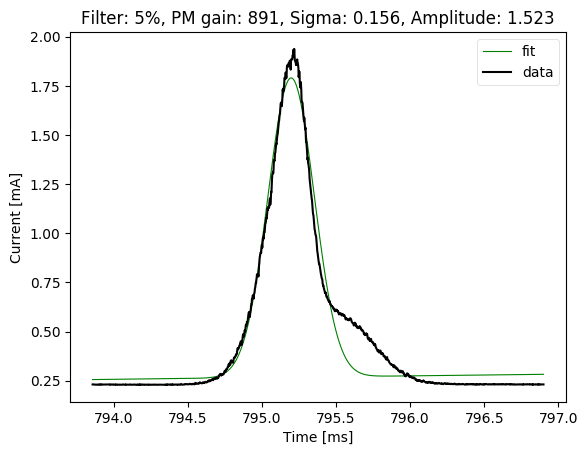 Filter: 5%, PM gain: 891, Sigma: 0.156, Amplitude: 1.523
fit
data
2.00
1.75
1.50
1.25
1.00
0.75
0.50
0.25
Current [mA]
794.0 794.5 795.0 795.5 796.0 796.5 797.0
Time [ms]